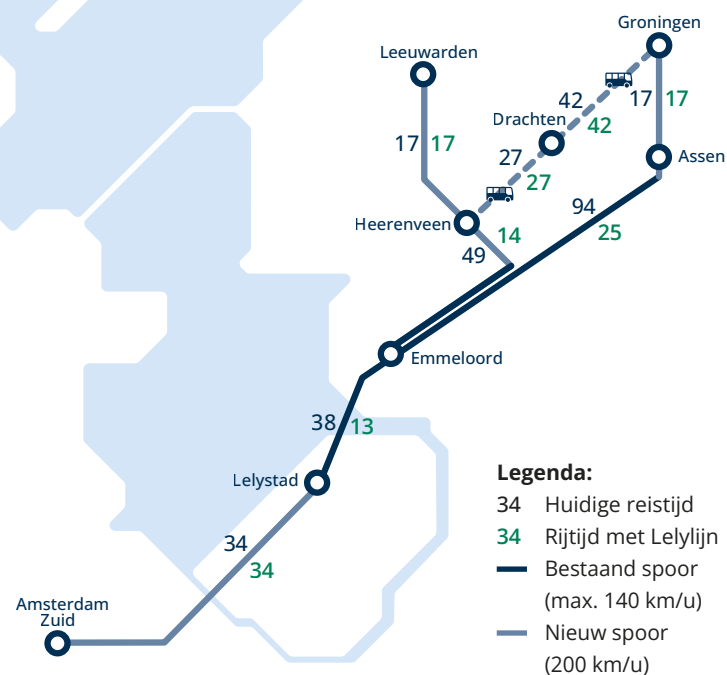 Groningen
Leeuwarden
42
17 17
Drachten
42
17 17
27
Assen
27
94
Heerenveen
14
25
49
Emmeloord
38 13
Lelystad
Legenda:
34 Huidige reistijd
34 Rijtijd met Lelylijn
Bestaand spoor
(max. 140 km/u)
Nieuw spoor
(200 km/u)
34
34
Amsterdam
Zuid